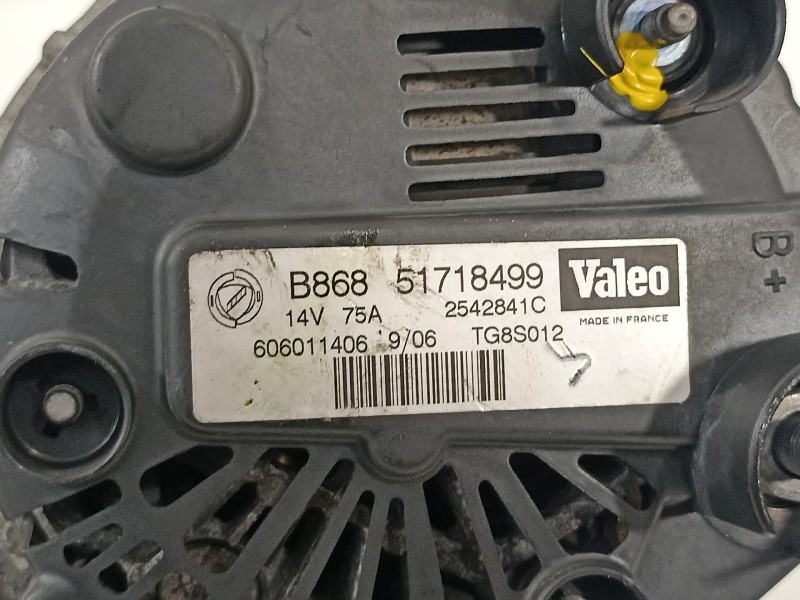 B868 51718499 Valeo
14V 75A 2542841C MADE IN FRANCE
606011406 9/06 TG8S012
B+